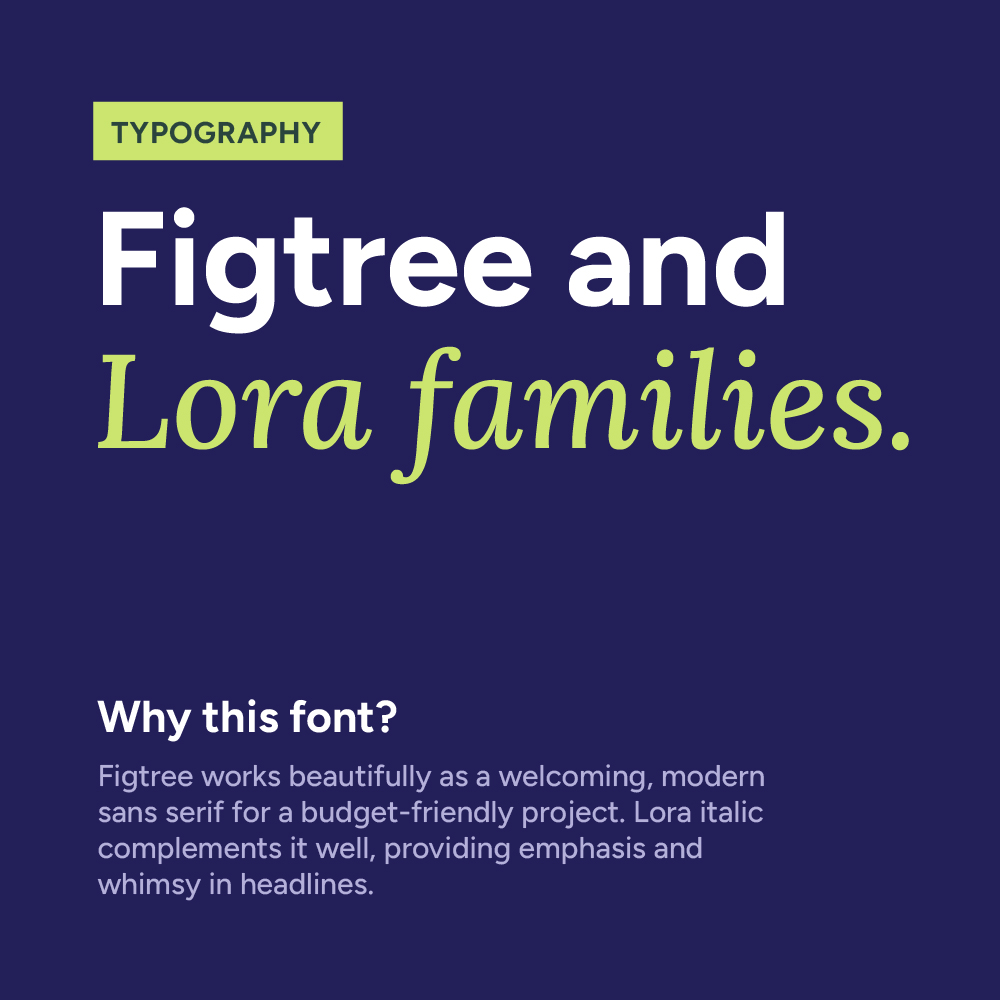 TYPOGRAPHY
Figtree and
Lora families.
Why this font?
Figtree works beautifully as a welcoming, modern
sans serif for a budget-friendly project. Lora italic
complements it well, providing emphasis and
whimsy in headlines.